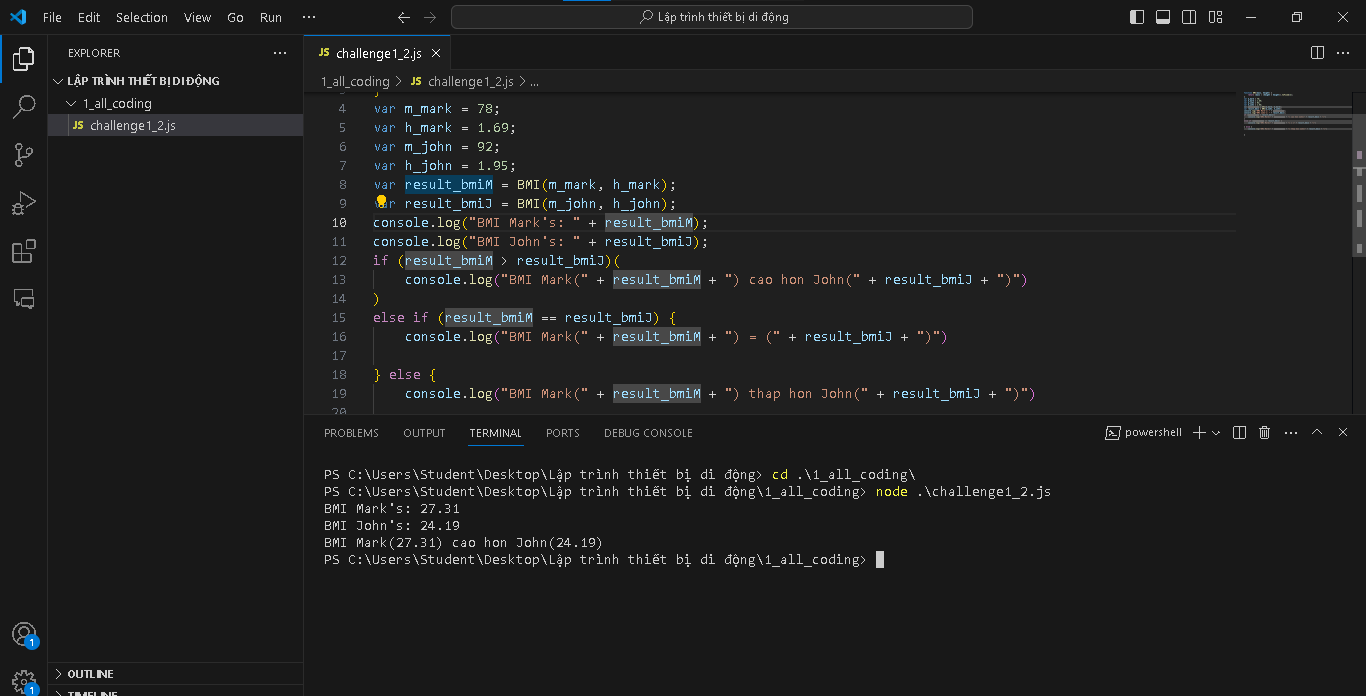 File Edit Selection View Go Run ··· Lập trình thiết bị di động
EXPLORER ···
LẬP TRÌNH THIẾT BỊ DI ĐỘNG
1_all_coding
JS challenge1_2.js
OUTLINE
TIMELINE
1
1
JS challenge1_2.js ···
1_all_coding > JS challenge1_2.js > ...
3 }
4 var m_mark = 78;
5 var h_mark = 1.69;
6 var m_john = 92;
7 var h_john = 1.95;
8 var result_bmiM = BMI(m_mark, h_mark);
9 var result_bmiJ = BMI(m_john, h_john);
10 console.log("BMI Mark's: " + result_bmiM);
11 console.log("BMI John's: " + result_bmiJ);
12 if (result_bmiM > result_bmiJ)(
13 console.log("BMI Mark(" + result_bmiM + ") cao hon John(" + result_bmiJ + ")")
14 )
15 else if (result_bmiM == result_bmiJ) {
16 console.log("BMI Mark(" + result_bmiM + ") = (" + result_bmiJ + ")")
17
18 } else {
19 console.log("BMI Mark(" + result_bmiM + ") thap hon John(" + result_bmiJ + ")")
20
PROBLEMS OUTPUT TERMINAL PORTS DEBUG CONSOLE powershell ···
PS C:\Users\Student\Desktop\Lập trình thiết bị di động> cd .\1_all_coding\
PS C:\Users\Student\Desktop\Lập trình thiết bị di động\1_all_coding> node .\challenge1_2.js
BMI Mark's: 27.31
BMI John's: 24.19
BMI Mark(27.31) cao hon John(24.19)
PS C:\Users\Student\Desktop\Lập trình thiết bị di động\1_all_coding>